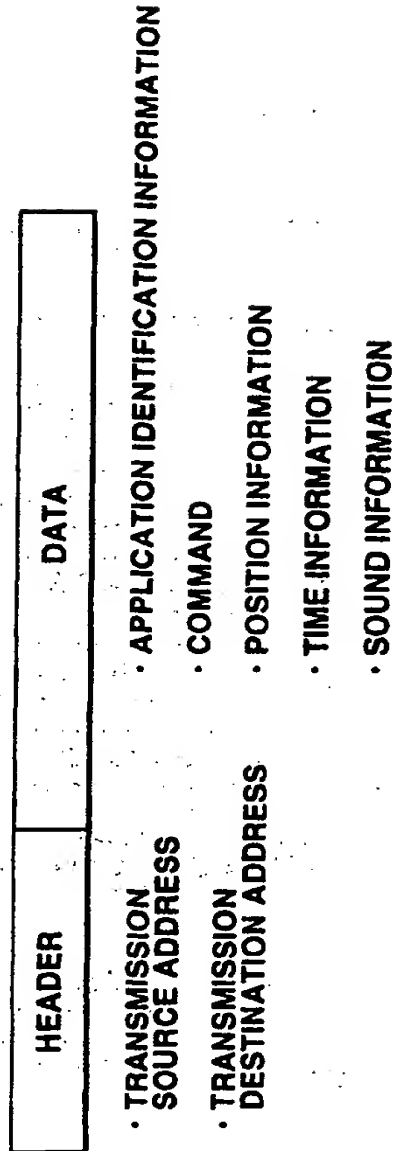 HEADER
DATA
· TRANSMISSION
SOURCE ADDRESS
· TRANSMISSION
DESTINATION ADDRESS
· APPLICATION IDENTIFICATION INFORMATION
· COMMAND
· POSITION INFORMATION
· TIME INFORMATION
· SOUND INFORMATION